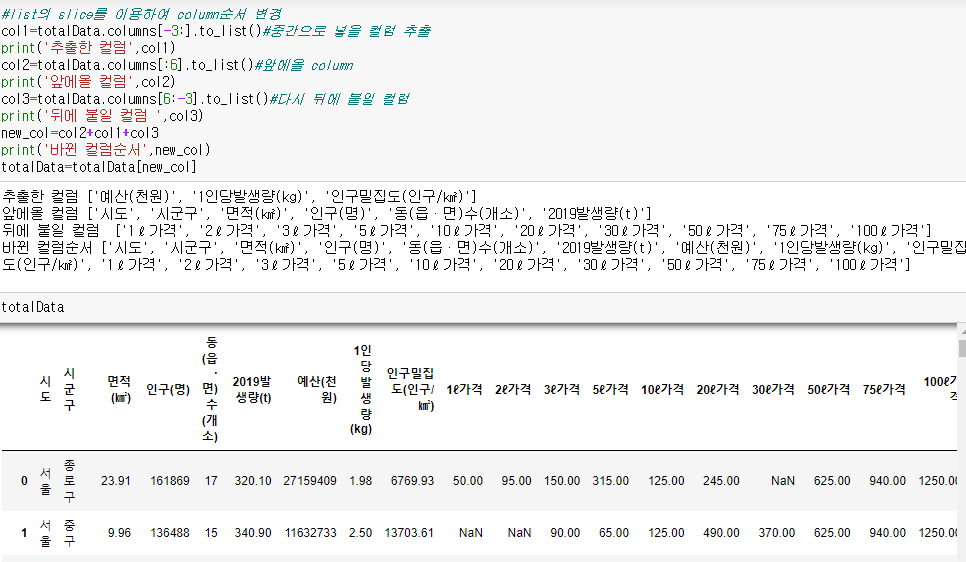 #list의 slice를 이용하여 column순서 변경
col1=totalData.columns[-3:].to_list()#중간으로 넣을 컬럼 추출
print('추출한 컬럼',col1)
col2=totalData.columns[:6].to_list()#앞에올 column
print('앞에올 컬럼',col2)
col3=totalData.columns[6:-3].to_list()#다시 뒤에 붙일 컬럼
print('뒤에 붙일 컬럼 ',col3)
new_col=col2+col1+col3
print('바뀐 컬럼순서',new_col)
totalData=totalData[new_col]
추출한 컬럼 ['예산(천원)', '1인당발생량(kg)', '인구밀집도(인구/㎢)']
앞에올 컬럼 ['시도', '시군구', '면적(㎢)', '인구(명)', '동(읍·면)수(개소)', '2019발생량(t)']
뒤에 붙일 컬럼  ['1ℓ가격', '2ℓ가격', '3ℓ가격', '5ℓ가격', '10ℓ가격', '20ℓ가격', '30ℓ가격', '50ℓ가격', '75ℓ가격', '100ℓ가격']
바뀐 컬럼순서 ['시도', '시군구', '면적(㎢)', '인구(명)', '동(읍·면)수(개소)', '2019발생량(t)', '예산(천원)', '1인당발생량(kg)', '인구밀집
도(인구/㎢)', '1ℓ가격', '2ℓ가격', '3ℓ가격', '5ℓ가격', '10ℓ가격', '20ℓ가격', '30ℓ가격', '50ℓ가격', '75ℓ가격', '100ℓ가격']
totalData
시도 시군구 면적(㎢) 인구(명) 동(읍·면)수(개소) 2019발생량(t) 예산(천원) 1인당발생량(kg) 인구밀집도(인구/㎢) 1ℓ가격 2ℓ가격 3ℓ가격 5ℓ가격 10ℓ가격 20ℓ가격 30ℓ가격 50ℓ가격 75ℓ가격 100ℓ가격
0 서울 종로구 23.91 161869 17 320.10 27159409 1.98 6769.93 50.00 95.00 150.00 315.00 125.00 245.00 NaN 625.00 940.00 1250.00
1 서울 중구 9.96 136488 15 340.90 11632733 2.50 13703.61 NaN NaN 90.00 65.00 125.00 490.00 370.00 625.00 940.00 1250.00